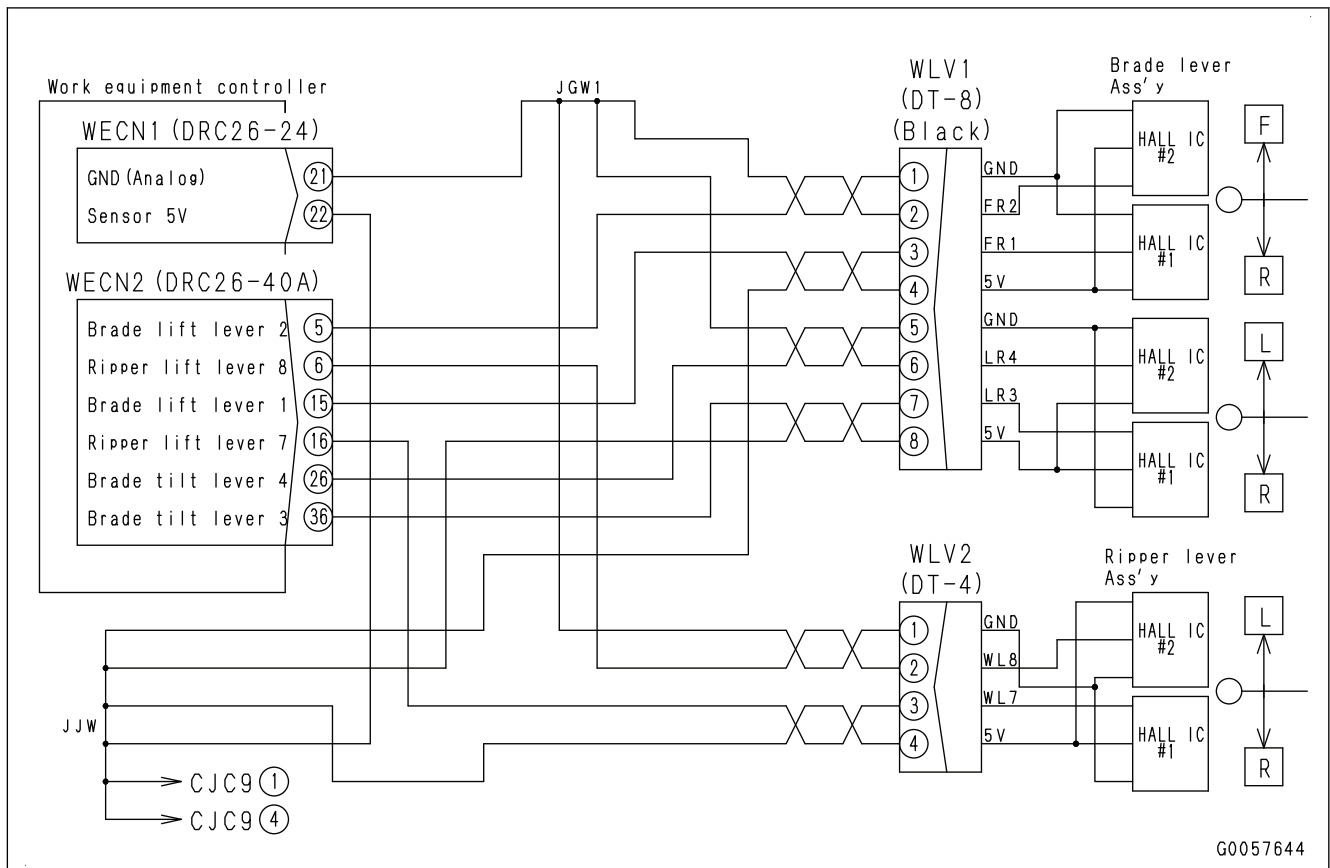 Work equipment controller
WECN1 (DRC26-24)
GND (Analog) 21
Sensor 5V 22
WECN2 (DRC26-40A)
Brade lift lever 2 5
Ripper lift lever 8 6
Brade lift lever 1 15
Ripper lift lever 7 16
Brade tilt lever 4 26
Brade tilt lever 3 36
JGW1
JJW
CJC9 1
CJC9 4
WLV1
(DT-8)
(Black)
1 GND
2 FR2
3 FR1
4 5V
5 GND
6 LR4
7 LR3
8 5V
Brade lever
Ass'y
HALL IC
#2
HALL IC
#1
F
R
HALL IC
#2
HALL IC
#1
L
R
WLV2
(DT-4)
1 GND
2 WL8
3 WL7
4 5V
Ripper lever
Ass'y
HALL IC
#2
HALL IC
#1
L
R
G0057644